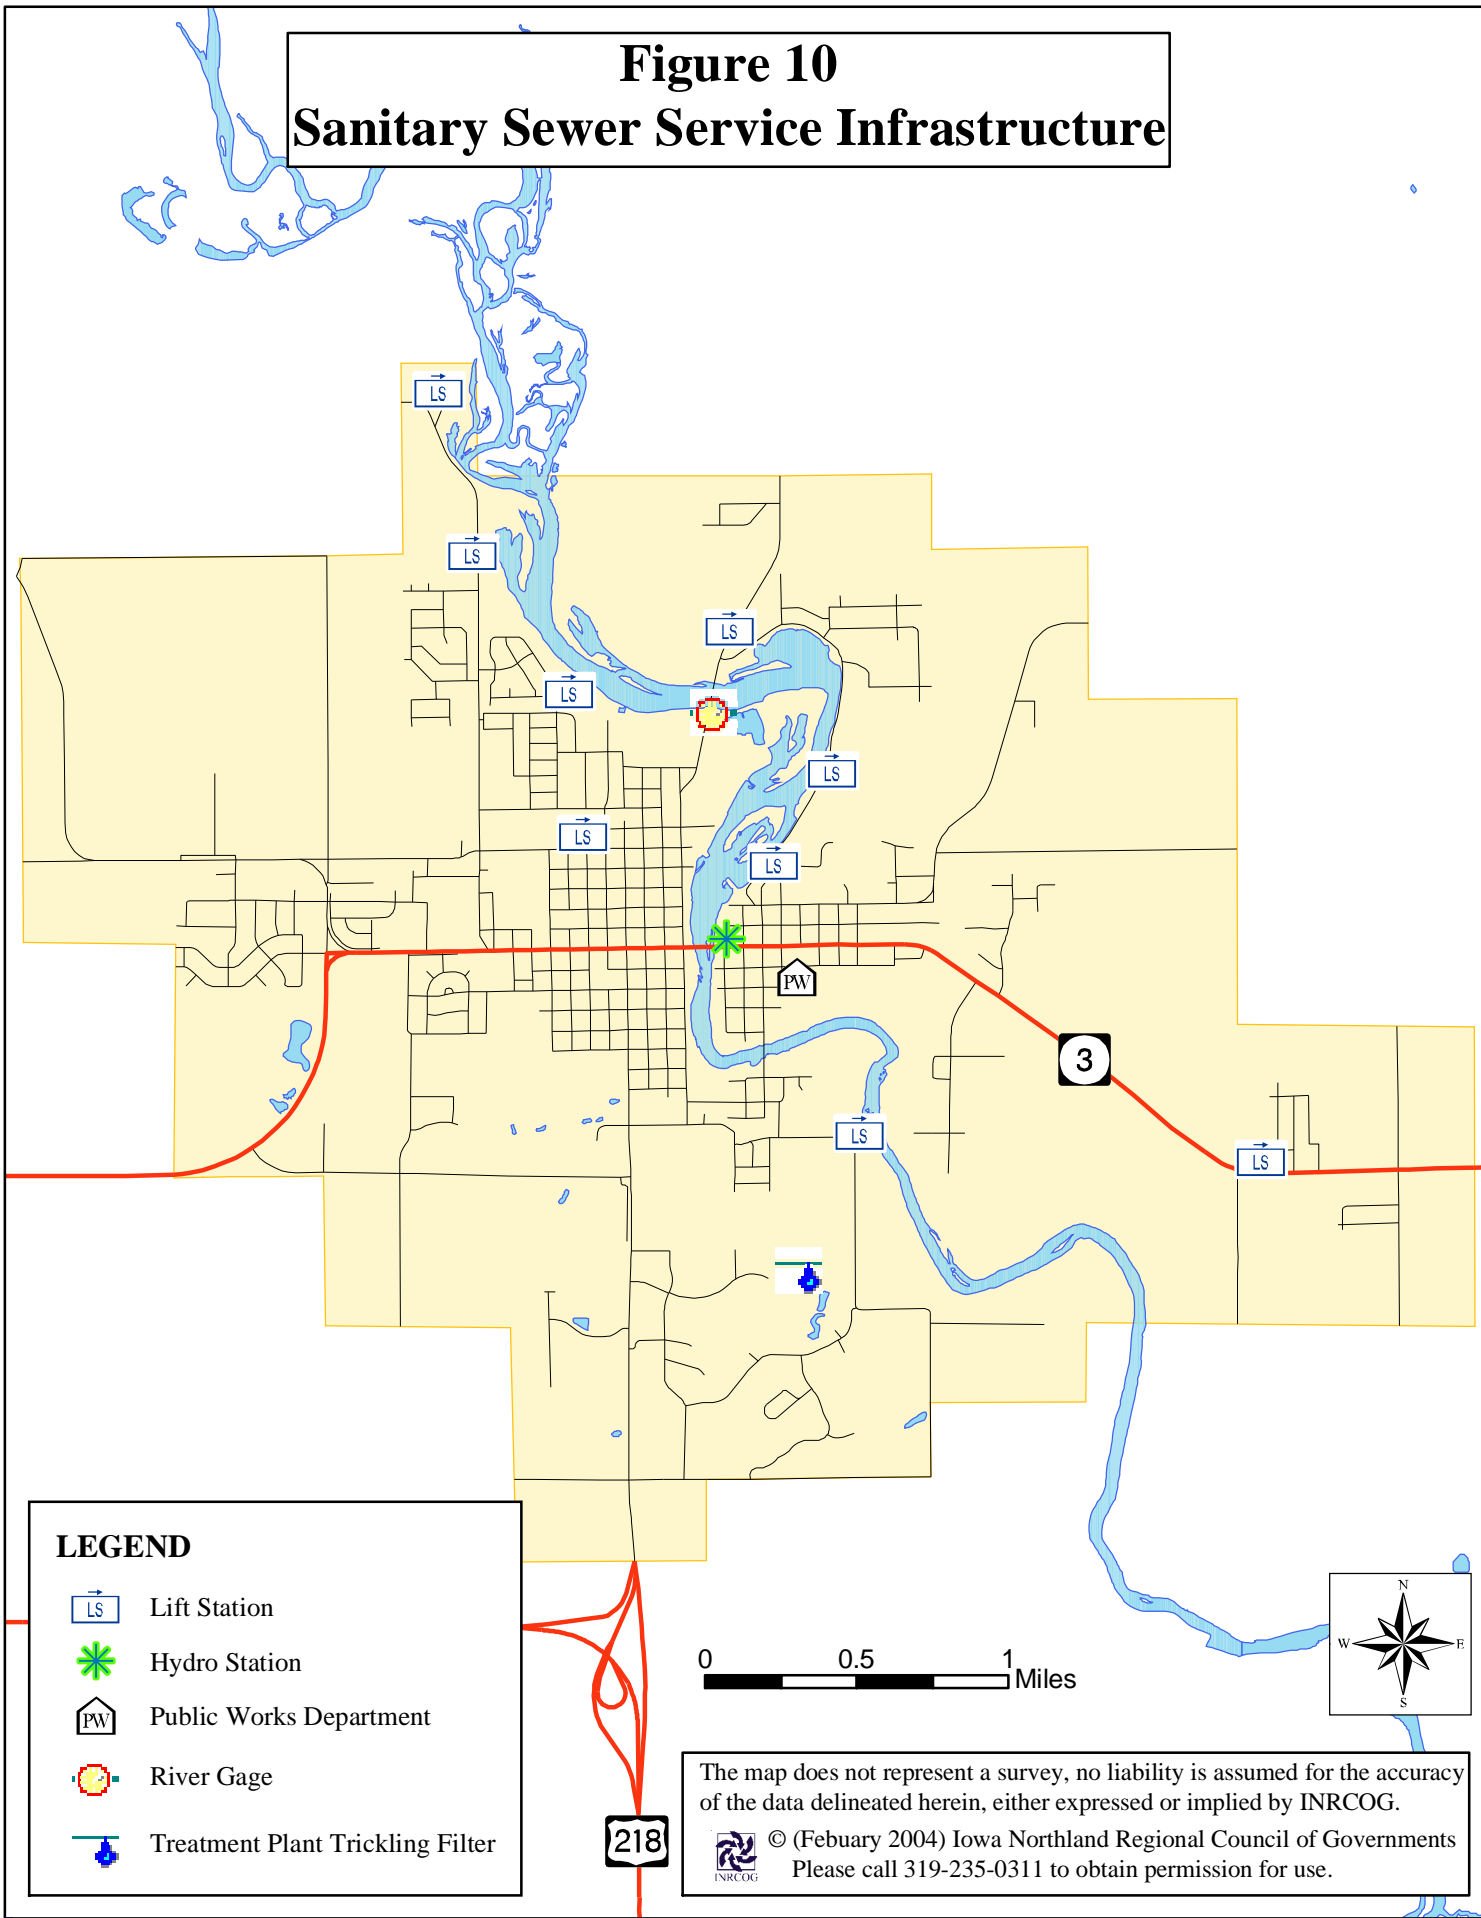 Figure 10
Sanitary Sewer Service Infrastructure
LS
LS
LS
LS
LS
LS
LS
PW
3
LS
LS
LEGEND
LS Lift Station
Hydro Station
PW Public Works Department
River Gage
Treatment Plant Trickling Filter
0 0.5 1
Miles
N
W E
S
218
The map does not represent a survey, no liability is assumed for the accuracy
of the data delineated herein, either expressed or implied by INRCOG.
© (Febuary 2004) Iowa Northland Regional Council of Governments
INRCOG Please call 319-235-0311 to obtain permission for use.